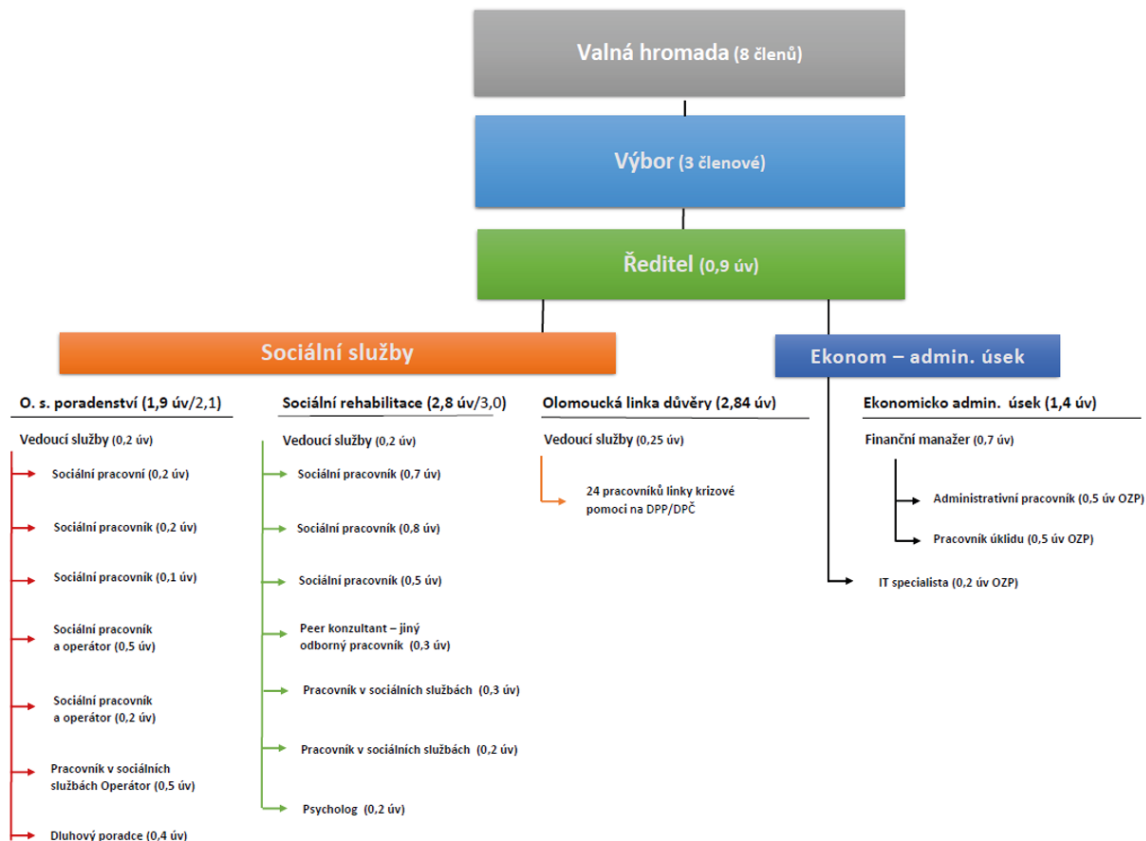 Valná hromada (8 členů)
Výbor (3 členové)
Ředitel (0,9 úv)
Sociální služby
Ekonom – admin. úsek
O. s. poradenství (1,9 úv/2,1)
Vedoucí služby (0,2 úv)
Sociální pracovní (0,2 úv)
Sociální pracovník (0,2 úv)
Sociální pracovník (0,1 úv)
Sociální pracovník
a operátor (0,5 úv)
Sociální pracovník
a operátor (0,2 úv)
Pracovník v sociálních
službách Operátor (0,5 úv)
Dluhový poradce (0,4 úv)
Sociální rehabilitace (2,8 úv/3,0)
Vedoucí služby (0,2 úv)
Sociální pracovník (0,7 úv)
Sociální pracovník (0,8 úv)
Sociální pracovník (0,5 úv)
Peer konzultant – jiný
odborný pracovník (0,3 úv)
Pracovník v sociálních službách (0,3 úv)
Pracovník v sociálních službách (0,2 úv)
Psycholog (0,2 úv)
Olomoucká linka důvěry (2,84 úv)
Vedoucí služby (0,25 úv)
24 pracovníků linky krizové
pomoci na DPP/DPČ
Ekonomicko admin. úsek (1,4 úv)
Finanční manažer (0,7 úv)
Administrativní pracovník (0,5 úv OZP)
Pracovník úklidu (0,5 úv OZP)
IT specialista (0,2 úv OZP)